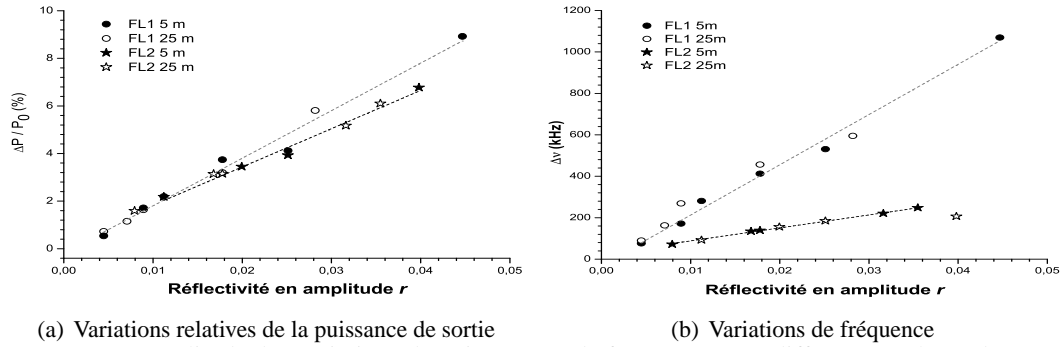 10
8
6
4
2
0
ΔP / P0 (%)
FL1 5 m
FL1 25 m
FL2 5 m
FL2 25 m
0,00
0,01
0,02
0,03
0,04
0,05
Réflectivité en amplitude r
(a) Variations relatives de la puissance de sortie
1200
1000
800
600
400
200
0
Δν (kHz)
FL1 5m
FL1 25m
FL2 5m
FL2 25m
0,00
0,01
0,02
0,03
0,04
0,05
Réflectivité en amplitude r
(b) Variations de fréquence